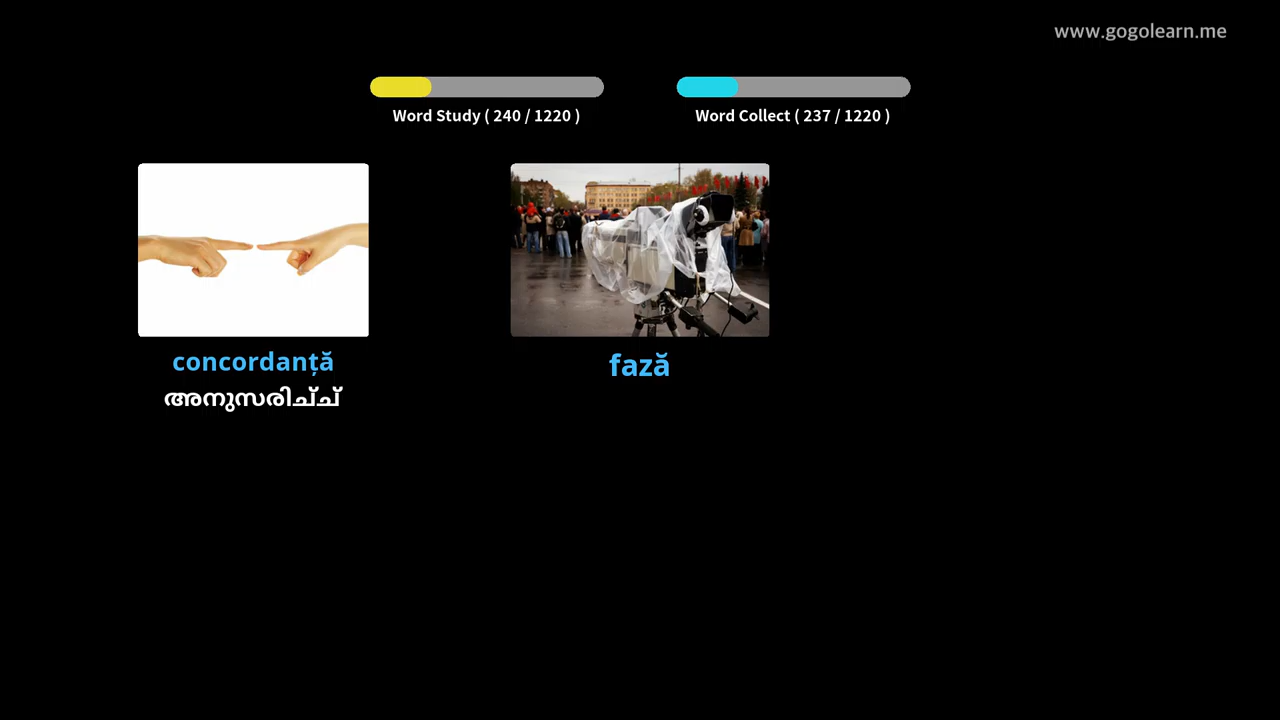 www.gogolearn.me
Word Study ( 240 / 1220 )
Word Collect ( 237 / 1220 )
concordanță
അനുസരിച്ച്
fază